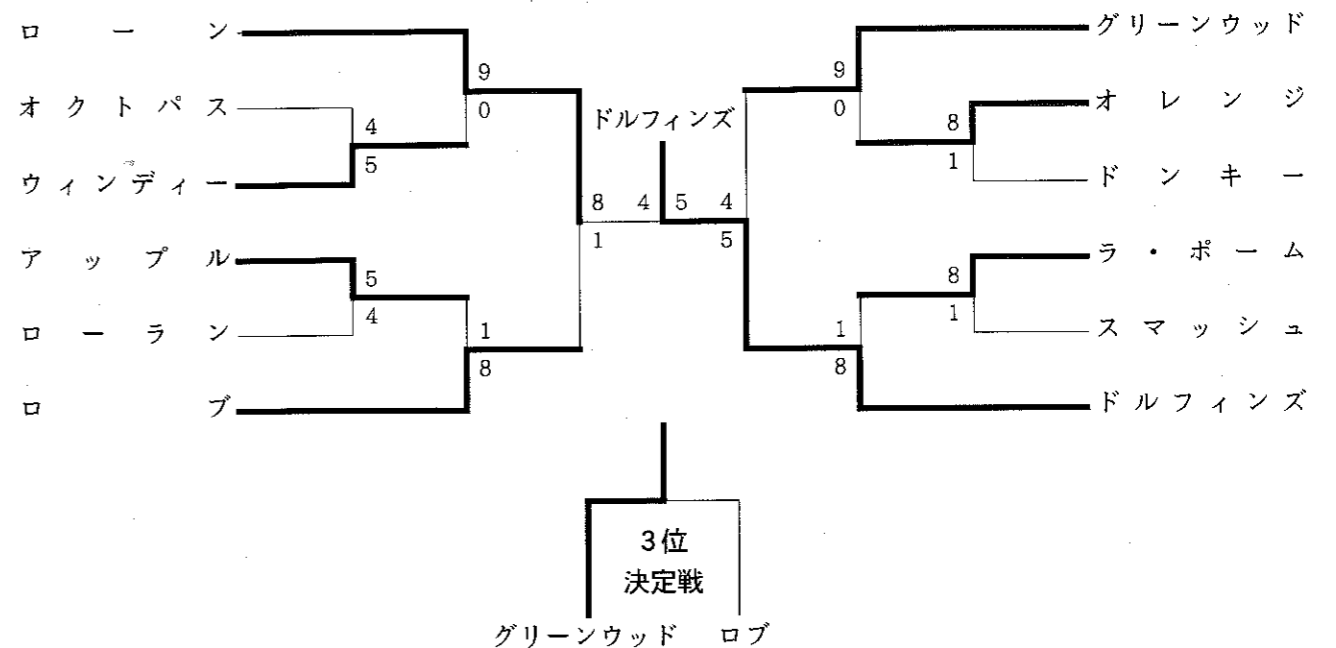 ローン
オクトパス
ウィンディー
アップル
ローラン
ロブ
9
0
4
5
5
4
1
8
8
1
ドルフィンズ
4 5
4
5
9
0
8
1
8
1
1
8
グリーンウッド
オレンジ
ドンキー
ラ・ポーム
スマッシュ
ドルフィンズ
3位
決定戦
グリーンウッド ロブ